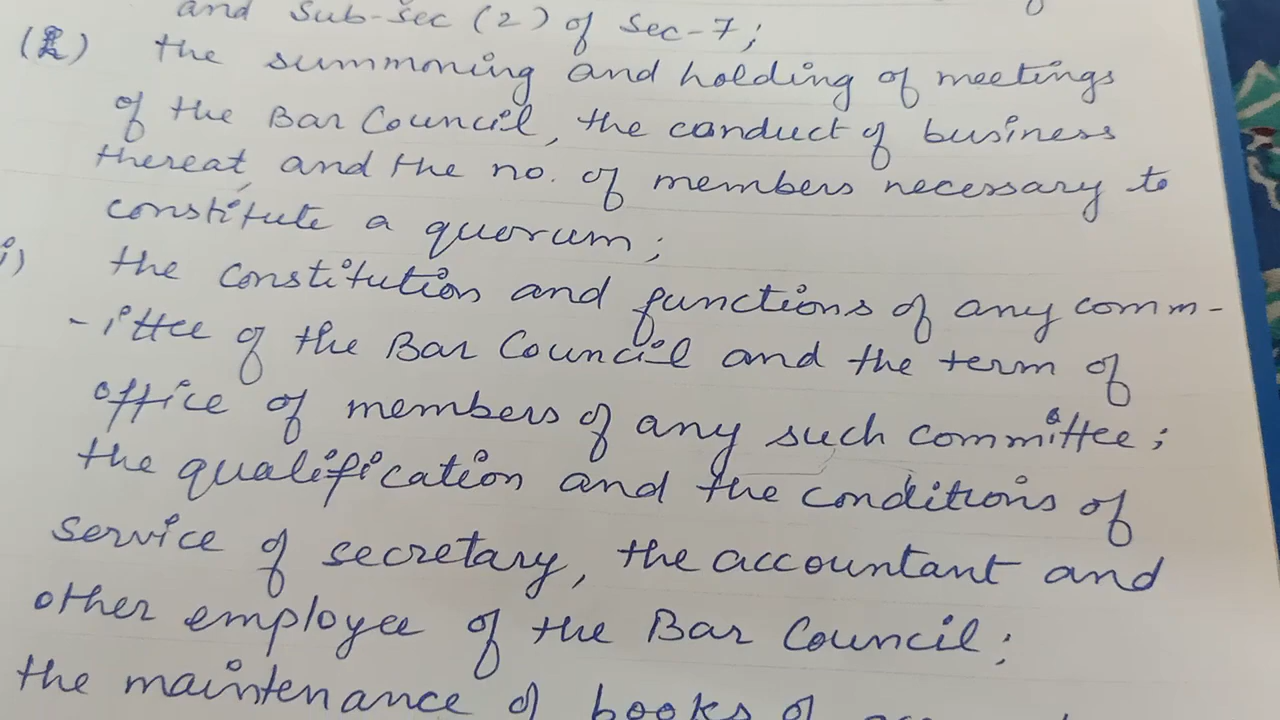 and Sub-Sec (2) of Sec-7;
the summoning and holding of meetings
of the Bar Council, the conduct of business
thereat and the no. of members necessary to
constitute a quorum;
i) the constitution and functions of any comm-
-ittee of the Bar Council and the term of
office of members of any such committee;
the qualification and the conditions of
service of secretary, the accountant and
other employee of the Bar Council;
the maintenance of books of